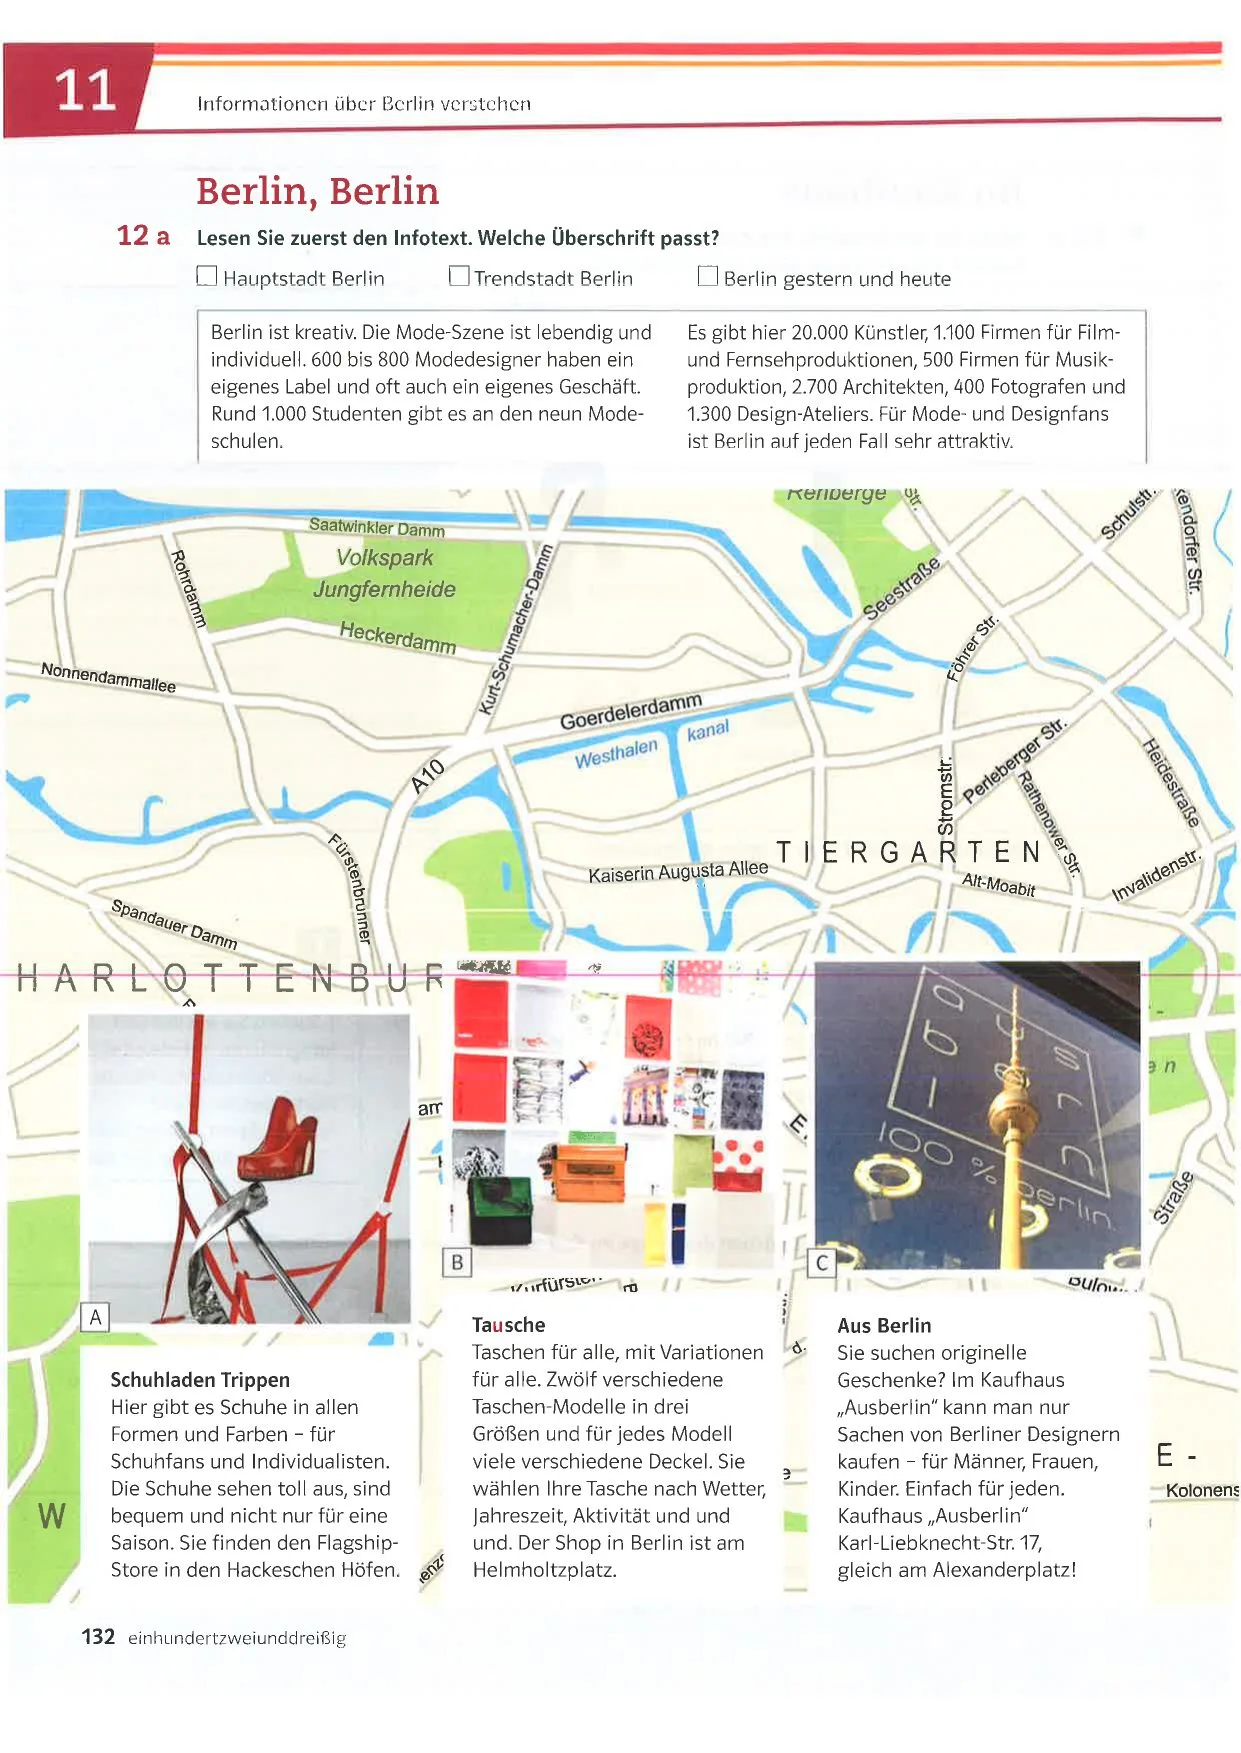 11
Informationen über Berlin verstehen
Berlin, Berlin
12 a Lesen Sie zuerst den Infotext. Welche Überschrift passt?
Hauptstadt Berlin Trendstadt Berlin Berlin gestern und heute
Berlin ist kreativ. Die Mode-Szene ist lebendig und
individuell. 600 bis 800 Modedesigner haben ein
eigenes Label und oft auch ein eigenes Geschäft.
Rund 1.000 Studenten gibt es an den neun Mode-
schulen.
Es gibt hier 20.000 Künstler, 1.100 Firmen für Film-
und Fernsehproduktionen, 500 Firmen für Musik-
produktion, 2.700 Architekten, 400 Fotografen und
1.300 Design-Ateliers. Für Mode- und Designfans
ist Berlin auf jeden Fall sehr attraktiv.
Saatwinkler Damm
Volkspark
Jungfernheide
Heckerdamm
Rohrdamm
Kurt-Schumacher-Damm
Nonnendammallee
Goerdelerdamm
Westhafen kanal
A10
Seestraße
Schulstr.
Föhrer Str.
Perleberger Str.
Stromstr.
Rathenower Str.
Heidestraße
TIERGARTEN
Kaiserin Augusta Allee
Alt-Moabit
Invalidenstr.
Fürstenbrunner
Spandauer Damm
HARLOTTENBUR
Straße
100 % berlin
A
B
C
Schuhladen Trippen
Hier gibt es Schuhe in allen
Formen und Farben – für
Schuhfans und Individualisten.
Die Schuhe sehen toll aus, sind
bequem und nicht nur für eine
Saison. Sie finden den Flagship-
Store in den Hackeschen Höfen.
Tausche
Taschen für alle, mit Variationen
für alle. Zwölf verschiedene
Taschen-Modelle in drei
Größen und für jedes Modell
viele verschiedene Deckel. Sie
wählen Ihre Tasche nach Wetter,
Jahreszeit, Aktivität und und
und. Der Shop in Berlin ist am
Helmholtzplatz.
Aus Berlin
Sie suchen originelle
Geschenke? Im Kaufhaus
„Ausberlin“ kann man nur
Sachen von Berliner Designern
kaufen – für Männer, Frauen,
Kinder. Einfach für jeden.
Kaufhaus „Ausberlin“
Karl-Liebknecht-Str. 17,
gleich am Alexanderplatz!
W
E -
Kolonens
132 einhundertzweiunddreißig